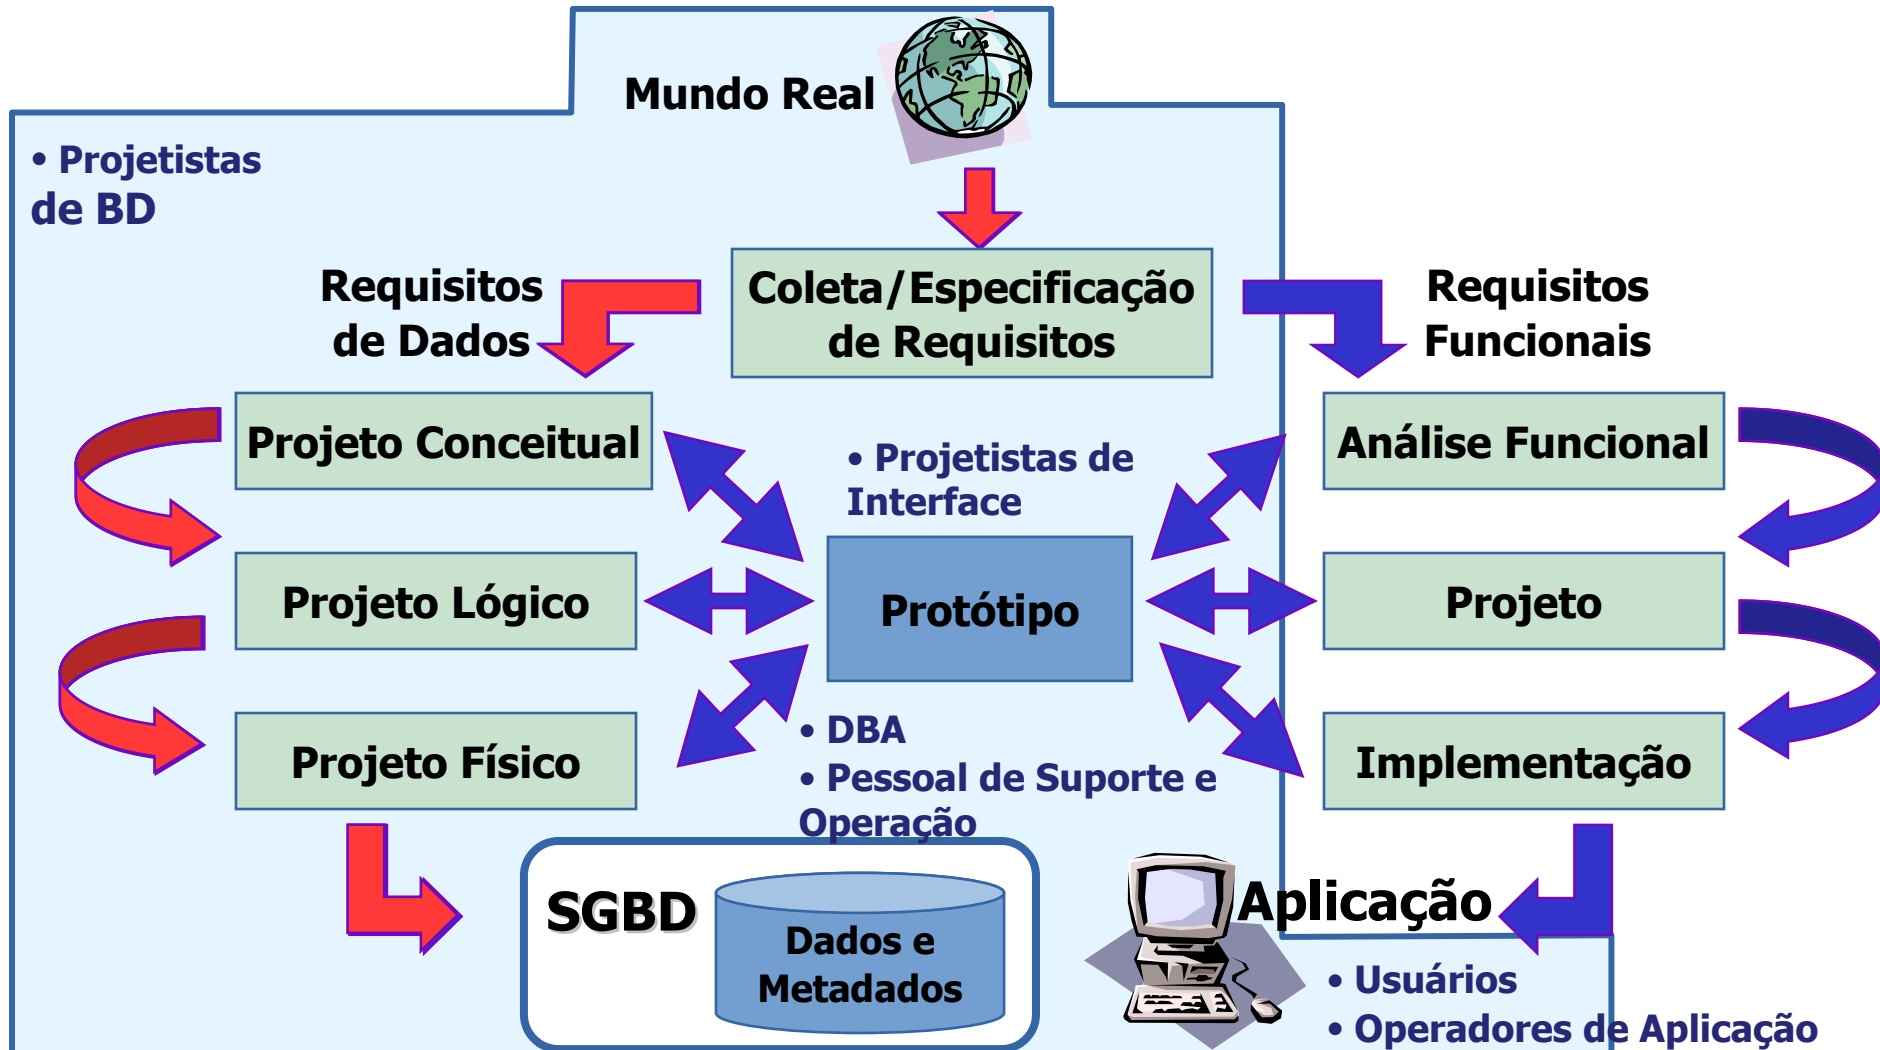 Mundo Real
• Projetistas
de BD
Requisitos
de Dados
Coleta/Especificação
de Requisitos
Requisitos
Funcionais
Projeto Conceitual
• Projetistas de
Interface
Análise Funcional
Projeto Lógico
Protótipo
Projeto
Projeto Físico
• DBA
• Pessoal de Suporte e
Operação
Implementação
SGBD
Dados e
Metadados
Aplicação
• Usuários
• Operadores de Aplicação